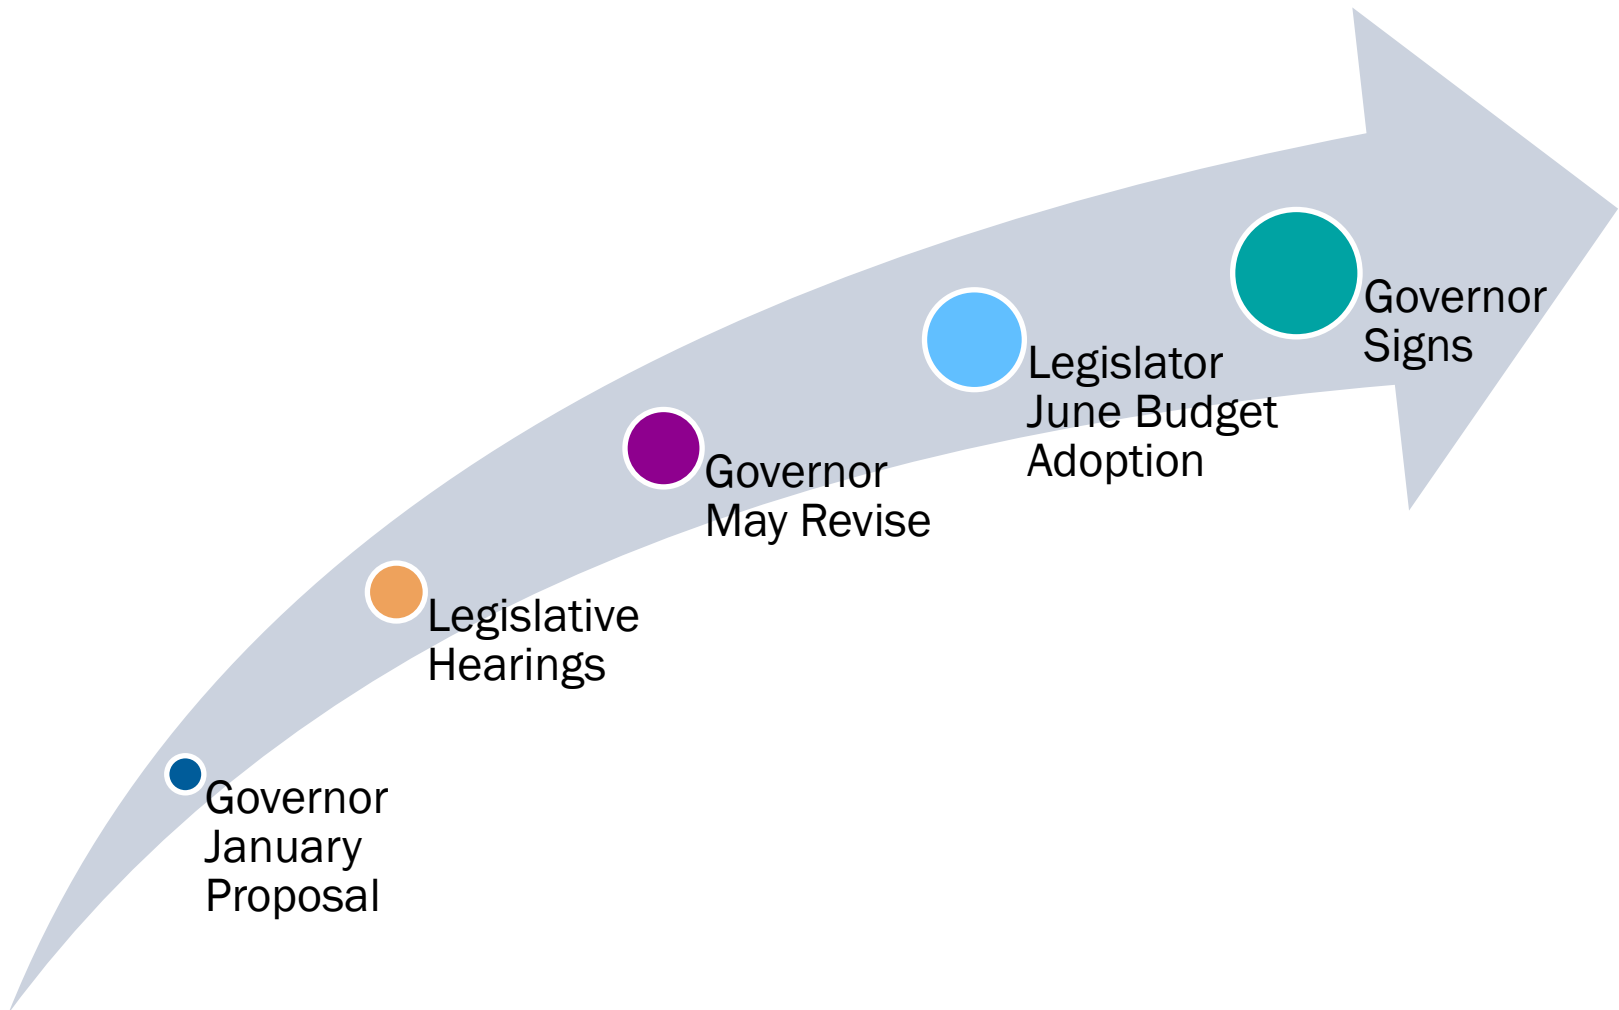 Governor
January
Proposal
Legislative
Hearings
Governor
May Revise
Legislator
June Budget
Adoption
Governor
Signs